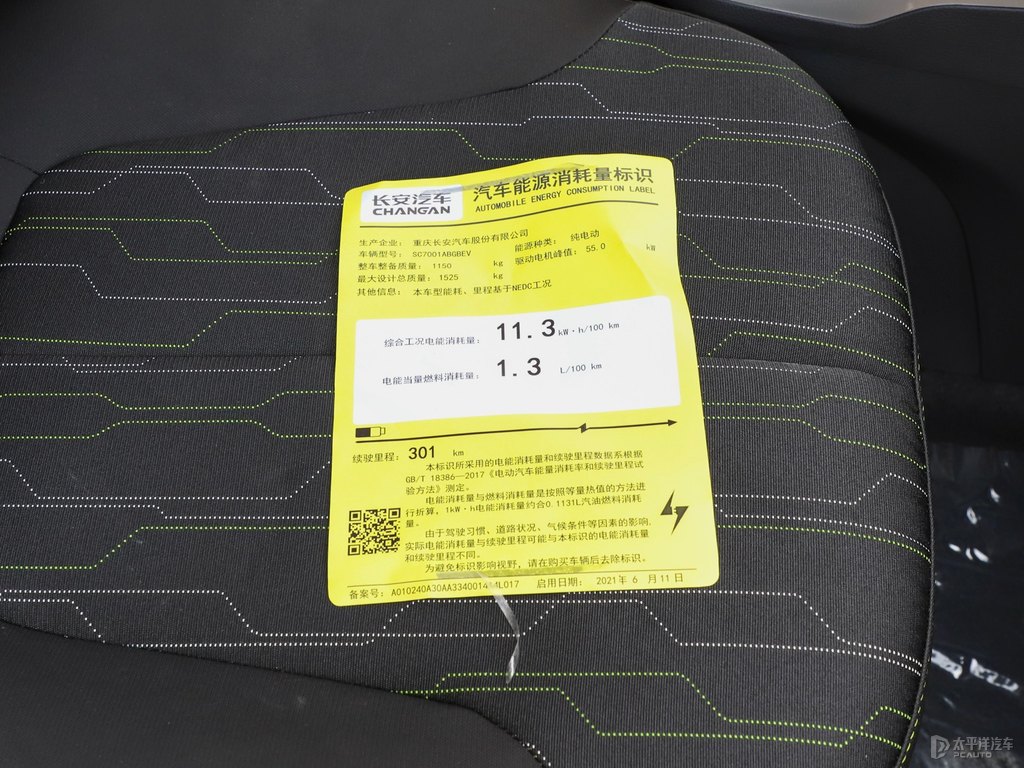 长安汽车
CHANGAN
汽车能源消耗量标识
AUTOMOBILE ENERGY CONSUMPTION LABEL
生产企业: 重庆长安汽车股份有限公司
车辆型号: SC7001ABGBEV 能源种类: 纯电动
整车整备质量: 1150 kg 驱动电机峰值: 55.0 kW
最大设计总质量: 1525 kg
其他信息: 本车型能耗、里程基于NEDC工况
综合工况电能消耗量: 11.3 kW·h/100 km
电能当量燃料消耗量: 1.3 L/100 km
续驶里程: 301 km
本标识所采用的电能消耗量和续驶里程数据系根据
GB/T 18386—2017《电动汽车能量消耗率和续驶里程试
验方法》测定。
电能消耗量与燃料消耗量是按照等量热值的方法进
行折算。1kW·h电能消耗量约合0.1131L汽油燃料消耗
量。
由于驾驶习惯、道路状况、气候条件等因素的影响,
实际电能消耗量与续驶里程可能与本标识的电能消耗量
和续驶里程不同。
为避免标识影响视野, 请在购买车辆后去除标识。
备案号: 启用日期: 2021年 6 月 11 日
太平洋汽车
PCAUTO